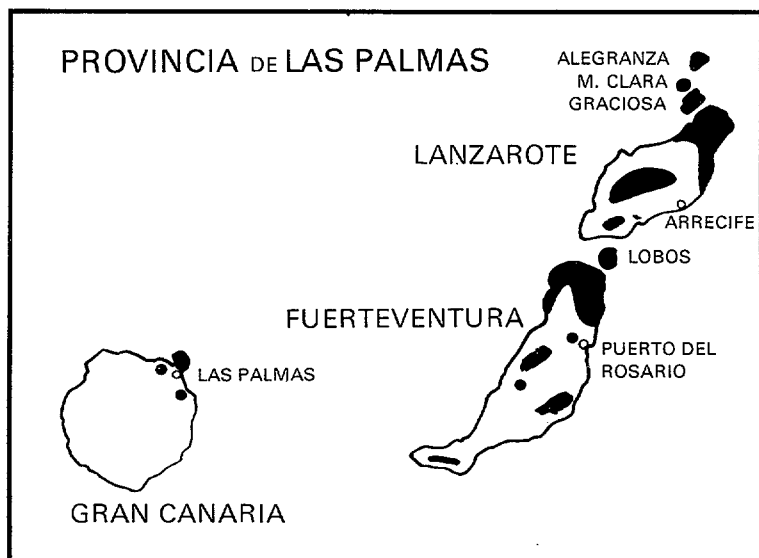 PROVINCIA DE LAS PALMAS
ALEGRANZA
M. CLARA
GRACIOSA
LANZAROTE
ARRECIFE
LOBOS
FUERTEVENTURA
PUERTO DEL
ROSARIO
LAS PALMAS
GRAN CANARIA